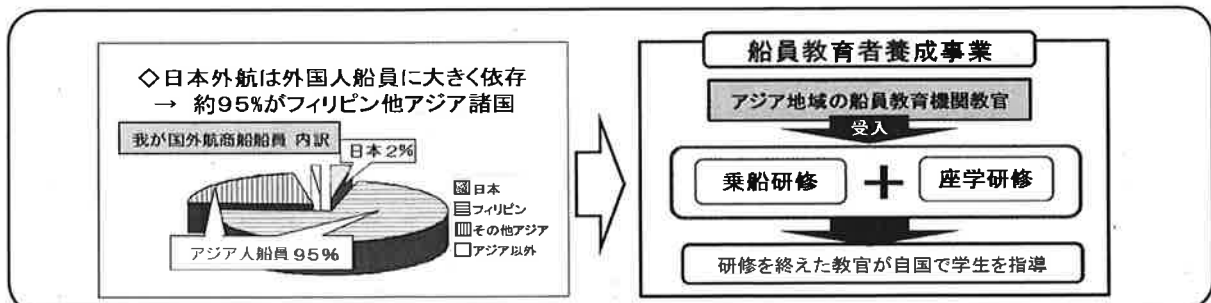 ◇日本外航は外国人船員に大きく依存
→ 約95%がフィリピン他アジア諸国
我が国外航商船船員 内訳
日本2%
日本
フィリピン
その他アジア
アジア以外
アジア人船員95%
船員教育者養成事業
アジア地域の船員教育機関教官
受入
乗船研修
+
座学研修
研修を終えた教官が自国で学生を指導